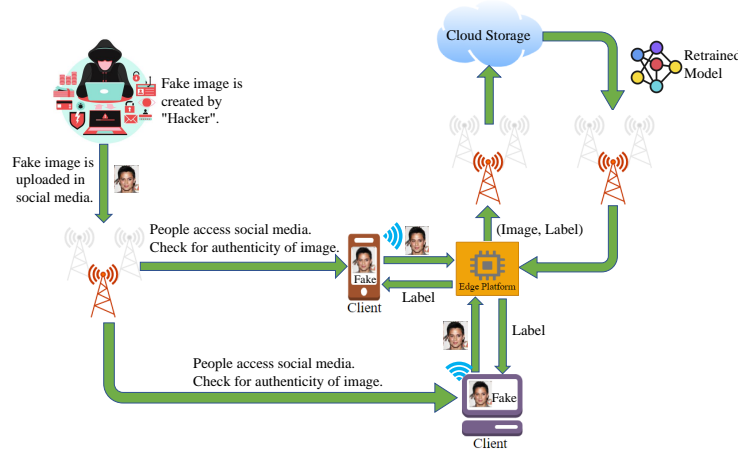 Cloud Storage
Retrained
Model
Fake image is
created by
"Hacker".
Fake image is
uploaded in
social media.
People access social media.
Check for authenticity of image.
Fake
Client
Label
(Image, Label)
Edge Platform
Label
People access social media.
Check for authenticity of image.
Fake
Client